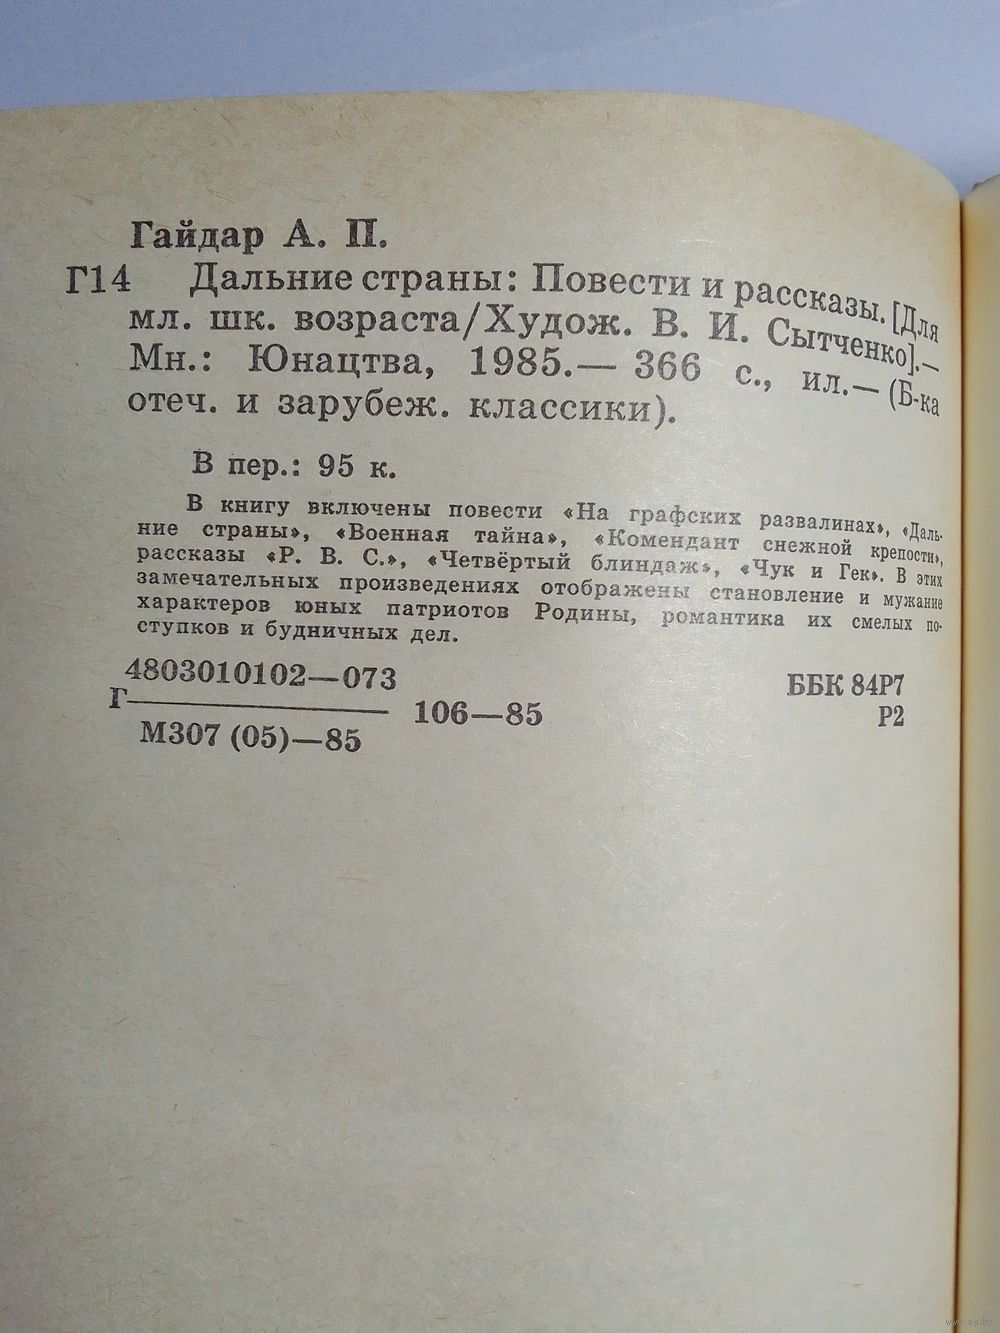 Гайдар А. П.
Г14 Дальние страны: Повести и рассказы. [Для
мл. шк. возраста/Худож. В. И. Сытченко].—
Мн.: Юнацтва, 1985.— 366 с., ил.— (Б-ка
отеч. и зарубеж. классики).
В пер.: 95 к.
В книгу включены повести «На графских развалинах», «Даль-
ние страны», «Военная тайна», «Комендант снежной крепости»,
рассказы «Р. В. С.», «Четвёртый блиндаж», «Чук и Гек». В этих
замечательных произведениях отображены становление и мужание
характеров юных патриотов Родины, романтика их смелых по-
ступков и будничных дел.
4803010102—073
Г 106—85
М307 (05)—85
ББК 84Р7
Р2
www.ay.by